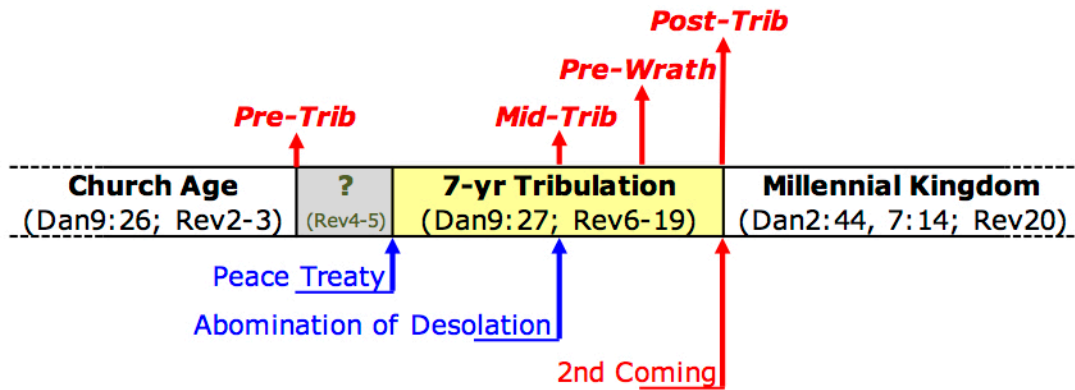 Post-Trib
Pre-Wrath
Pre-Trib
Mid-Trib
Church Age
(Dan9:26; Rev2-3)
?
(Rev4-5)
7-yr Tribulation
(Dan9:27; Rev6-19)
Millennial Kingdom
(Dan2:44, 7:14; Rev20)
Peace Treaty
Abomination of Desolation
2nd Coming